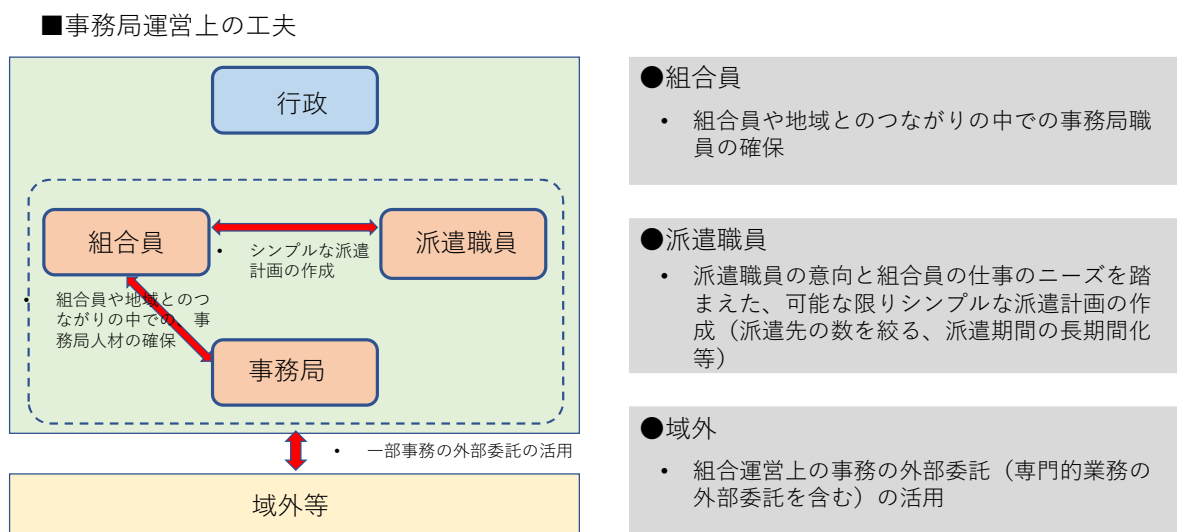 ■事務局運営上の工夫
行政
組合員
派遣職員
• シンプルな派遣
計画の作成
• 組合員や地域とのつ
ながりの中での、事
務局人材の確保
事務局
• 一部事務の外部委託の活用
域外等
●組合員
• 組合員や地域とのつながりの中での事務局職
員の確保
●派遣職員
• 派遣職員の意向と組合員の仕事のニーズを踏
まえた、可能な限りシンプルな派遣計画の作
成（派遣先の数を絞る、派遣期間の長期間化
等）
●域外
• 組合運営上の事務の外部委託（専門的業務の
外部委託を含む）の活用